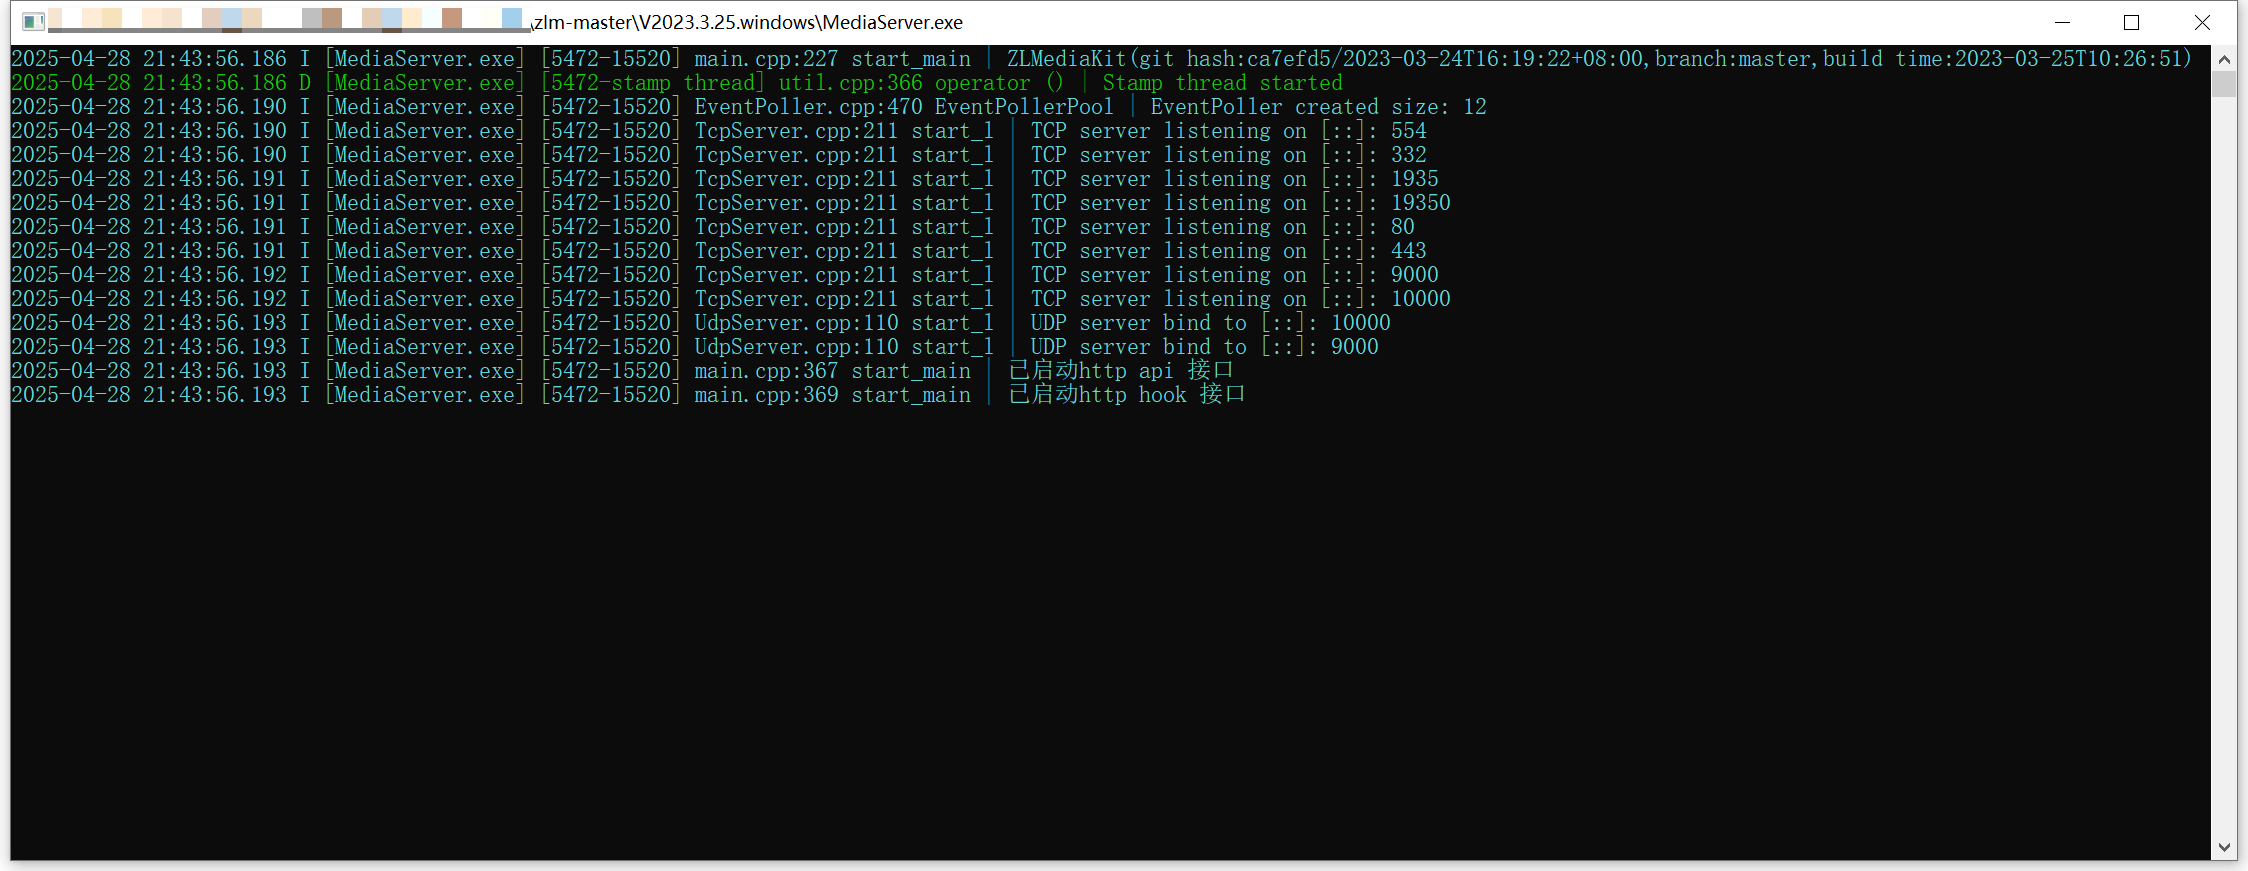 \zlm-master\V2023.3.25.windows\MediaServer.exe
2025-04-28 21:43:56.186 I [MediaServer.exe] [5472-15520] main.cpp:227 start_main | ZLMediaKit(git hash:ca7efd5/2023-03-24T16:19:22+08:00,branch:master,build time:2023-03-25T10:26:51)
2025-04-28 21:43:56.186 D [MediaServer.exe] [5472-stamp thread] util.cpp:366 operator () | Stamp thread started
2025-04-28 21:43:56.190 I [MediaServer.exe] [5472-15520] EventPoller.cpp:470 EventPollerPool | EventPoller created size: 12
2025-04-28 21:43:56.190 I [MediaServer.exe] [5472-15520] TcpServer.cpp:211 start_l | TCP server listening on [::]: 554
2025-04-28 21:43:56.190 I [MediaServer.exe] [5472-15520] TcpServer.cpp:211 start_l | TCP server listening on [::]: 332
2025-04-28 21:43:56.191 I [MediaServer.exe] [5472-15520] TcpServer.cpp:211 start_l | TCP server listening on [::]: 1935
2025-04-28 21:43:56.191 I [MediaServer.exe] [5472-15520] TcpServer.cpp:211 start_l | TCP server listening on [::]: 19350
2025-04-28 21:43:56.191 I [MediaServer.exe] [5472-15520] TcpServer.cpp:211 start_l | TCP server listening on [::]: 80
2025-04-28 21:43:56.191 I [MediaServer.exe] [5472-15520] TcpServer.cpp:211 start_l | TCP server listening on [::]: 443
2025-04-28 21:43:56.192 I [MediaServer.exe] [5472-15520] TcpServer.cpp:211 start_l | TCP server listening on [::]: 9000
2025-04-28 21:43:56.192 I [MediaServer.exe] [5472-15520] TcpServer.cpp:211 start_l | TCP server listening on [::]: 10000
2025-04-28 21:43:56.193 I [MediaServer.exe] [5472-15520] UdpServer.cpp:110 start_l | UDP server bind to [::]: 10000
2025-04-28 21:43:56.193 I [MediaServer.exe] [5472-15520] UdpServer.cpp:110 start_l | UDP server bind to [::]: 9000
2025-04-28 21:43:56.193 I [MediaServer.exe] [5472-15520] main.cpp:367 start_main | 已启动http api 接口
2025-04-28 21:43:56.193 I [MediaServer.exe] [5472-15520] main.cpp:369 start_main | 已启动http hook 接口